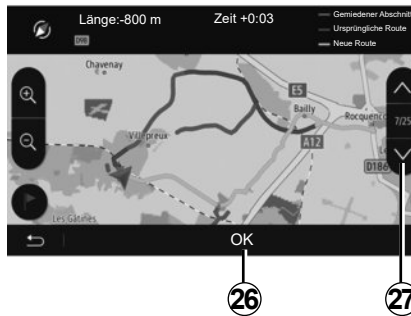 Länge:-800 m
Zeit +0:03
Gemiedener Abschnitt
Ursprüngliche Route
Neue Route
D98
Chavenay
E5
Bailly
Rocquenc
7/25
Villepreux
A12
D186
Les Gâtines
OK
26
27